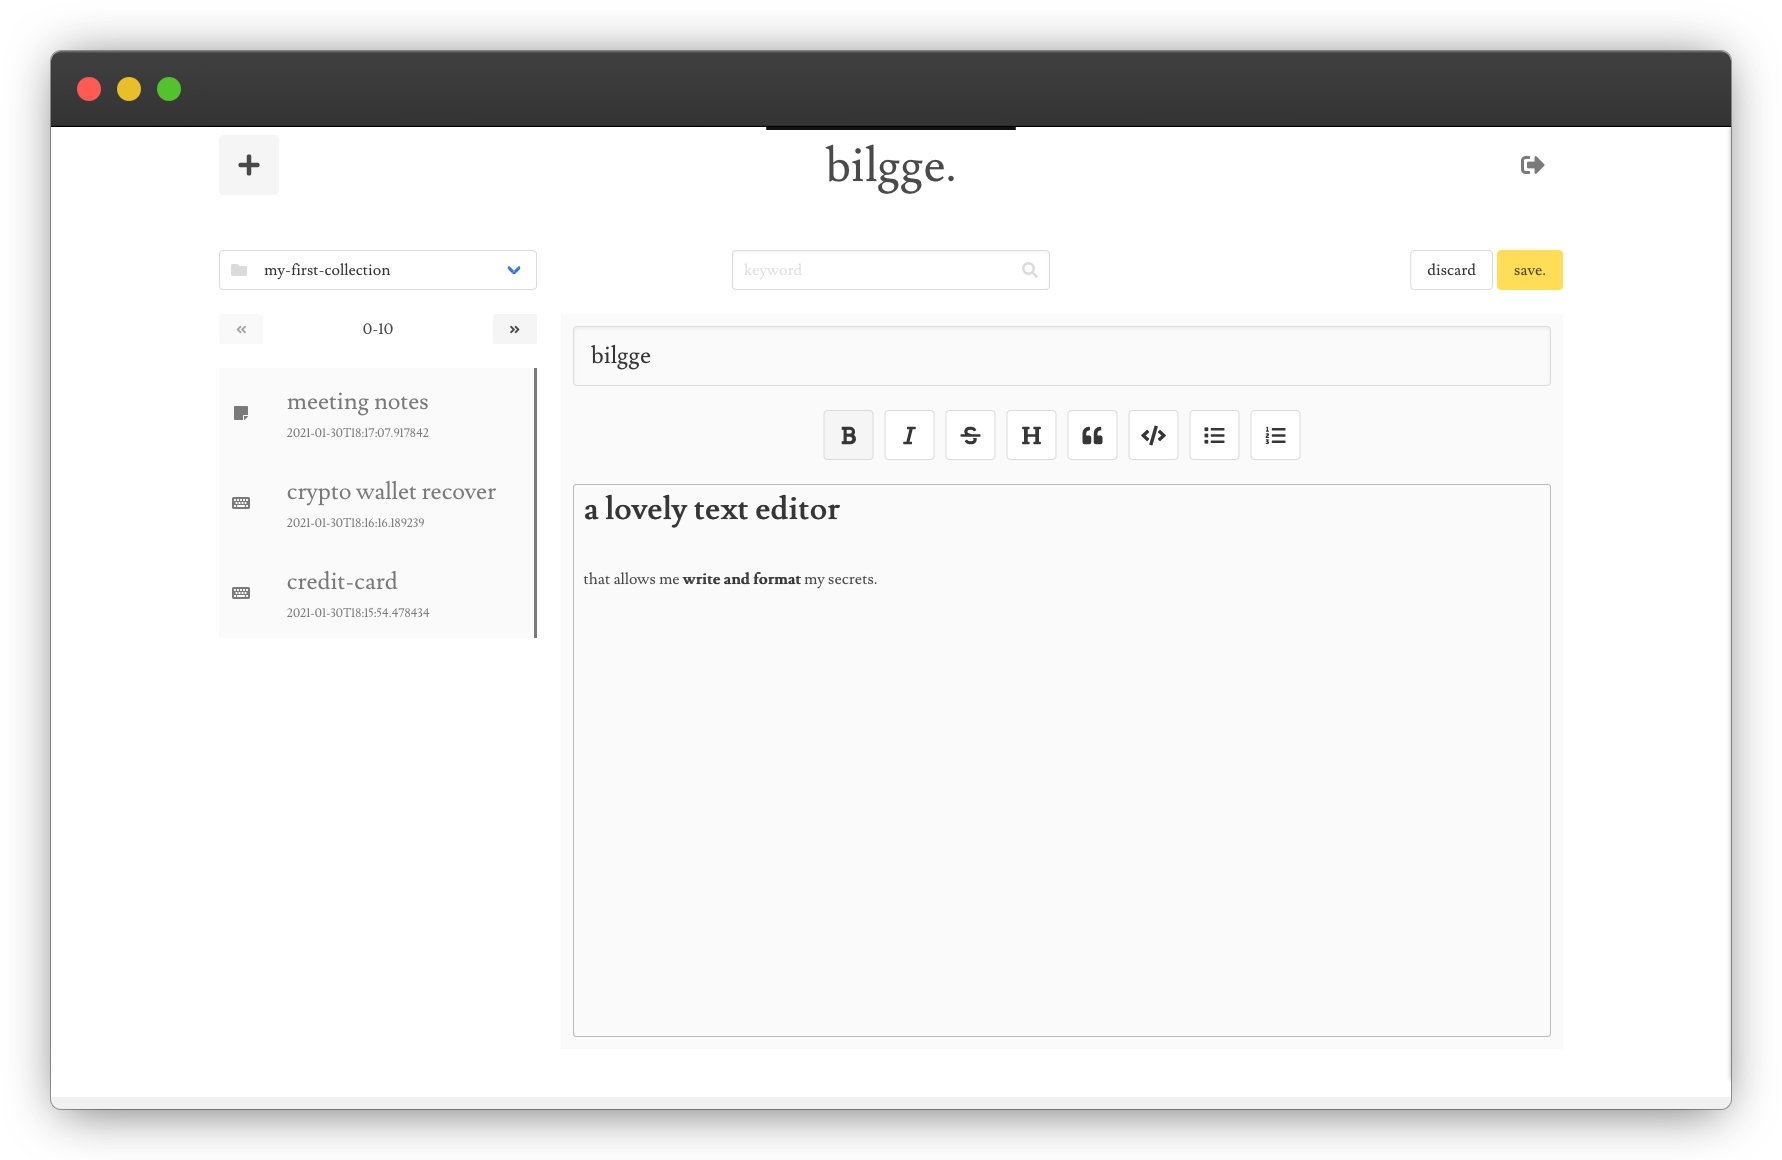 bilgge.
my-first-collection
keyword
discard
save.
«
0-10
»
meeting notes
2021-01-30T18:17:07.917842
crypto wallet recover
2021-01-30T18:16:16.189239
credit-card
2021-01-30T18:15:54.478434
bilgge
B I S H
a lovely text editor
that allows me write and format my secrets.